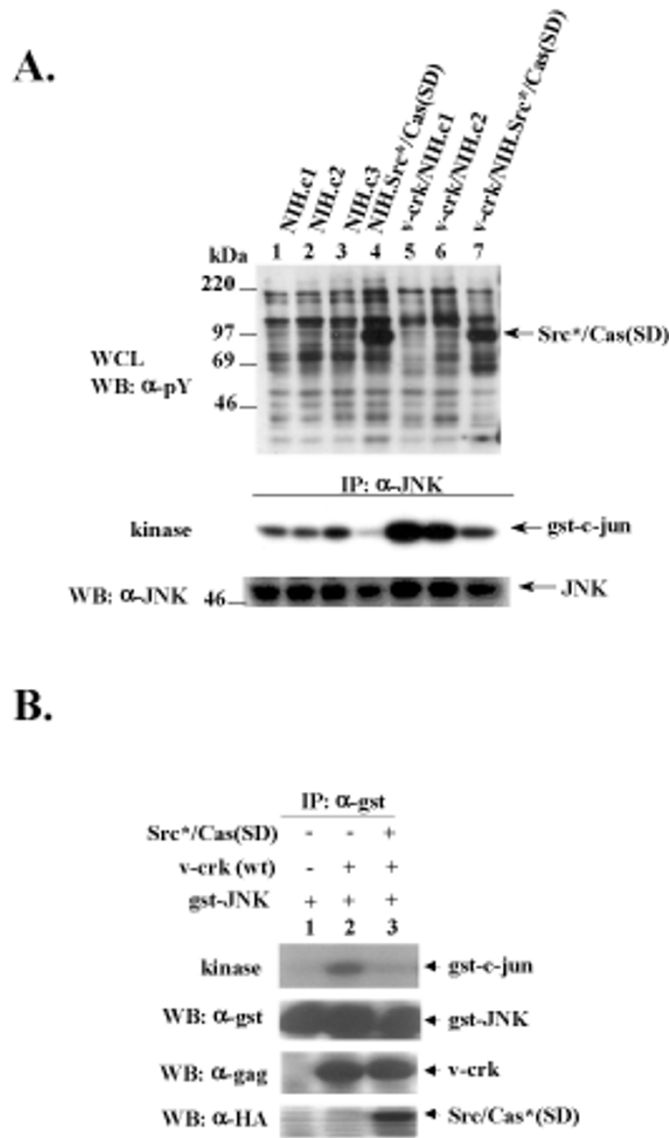 A.
NIH.c1
NIH.c2
NIH.c3
NIH.Src*/Cas(SD)
v-crk/NIH.c1
v-crk/NIH.c2
v-crk/NIH.Src*/Cas(SD)
kDa 1 2 3 4 5 6 7
220
97
69
46
WCL
WB: α-pY
Src*/Cas(SD)
IP: α-JNK
kinase gst-c-jun
WB: α-JNK 46 JNK
B.
IP: α-gst
Src*/Cas(SD) - - +
v-crk (wt) - + +
gst-JNK + + +
1 2 3
kinase gst-c-jun
WB: α-gst gst-JNK
WB: α-gag v-crk
WB: α-HA Src/Cas*(SD)